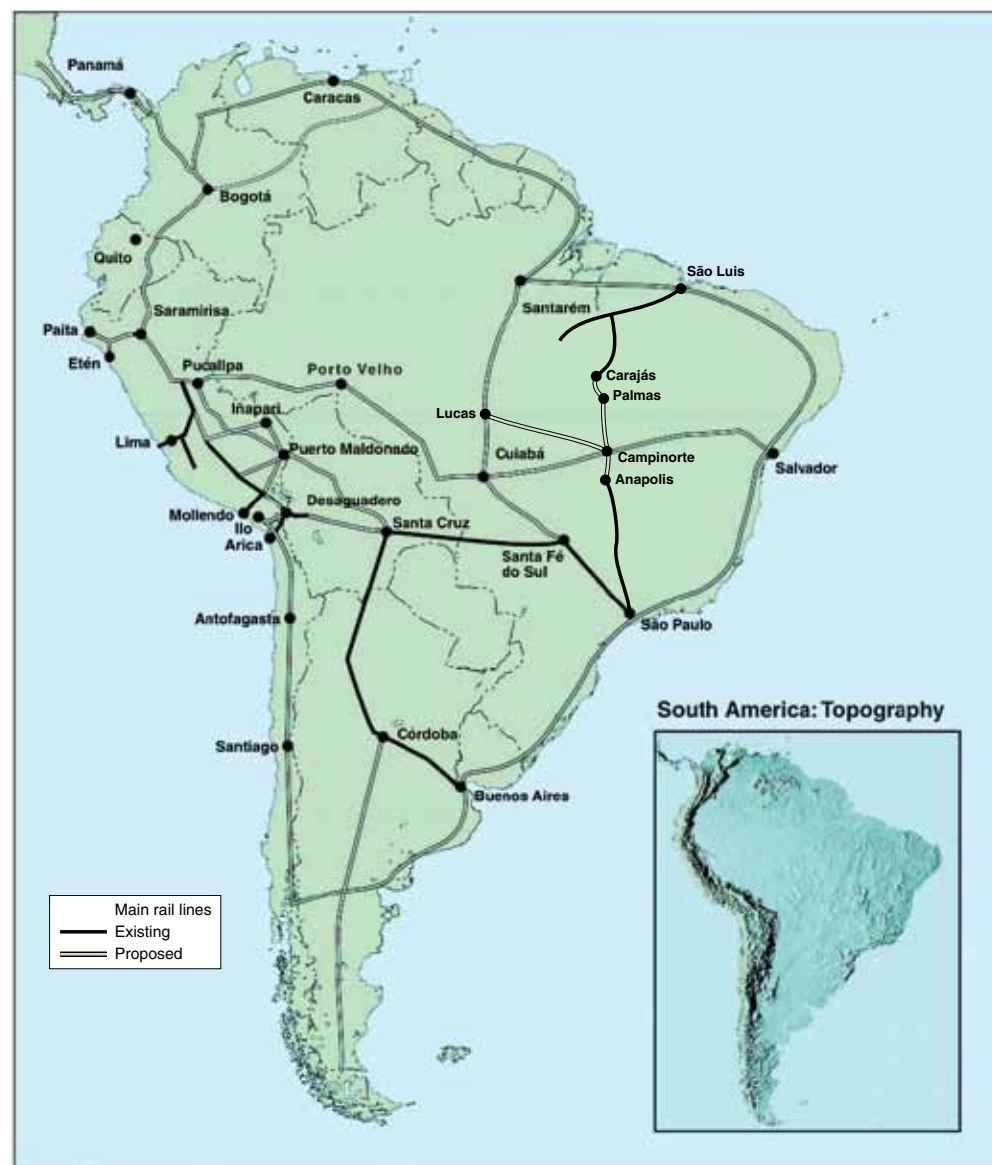 Panamá
Caracas
Bogotá
Quito
São Luis
Santarém
Saramirisa
Paita
Etén
Pucallpa
Porto Velho
Carajás
Palmas
Iñapari
Lucas
Lima
Puerto Maldonado
Cuiabá
Campinorte
Salvador
Anapolis
Desaguadero
Mollendo
Ilo
Arica
Santa Cruz
Santa Fé
do Sul
Antofagasta
São Paulo
South America: Topography
Santiago
Córdoba
Buenos Aires
Main rail lines
Existing
Proposed